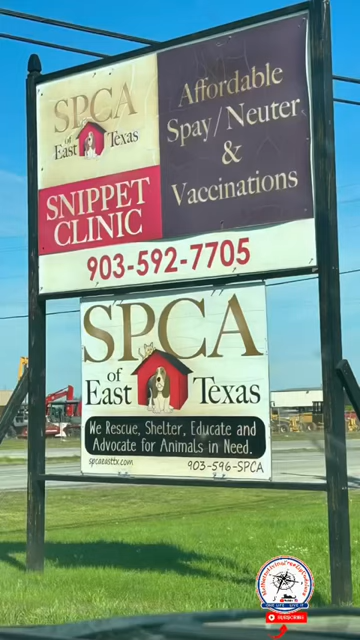 SPCA
of
East Texas
Affordable
Spay/Neuter
&
Vaccinations
SNIPPET
CLINIC
903-592-7705
SPCA
of
East Texas
We Rescue, Shelter, Educate and
Advocate for Animals in Need.
spcaeasttx.com 903-596-SPCA
SUBSCRIBE